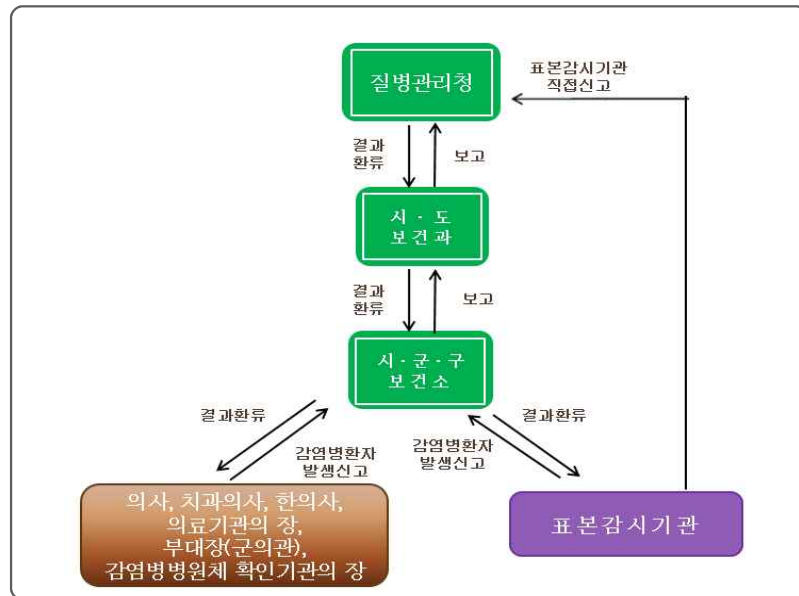 질병관리청
표본감시기관
직접신고
결과
환류
보고
시 · 도
보건과
결과
환류
보고
시 · 군 · 구
보건소
결과환류
감염병환자
발생신고
감염병환자
발생신고
결과환류
의사, 치과의사, 한의사,
의료기관의 장,
부대장(군의관),
감염병병원체 확인기관의 장
표본감시기관